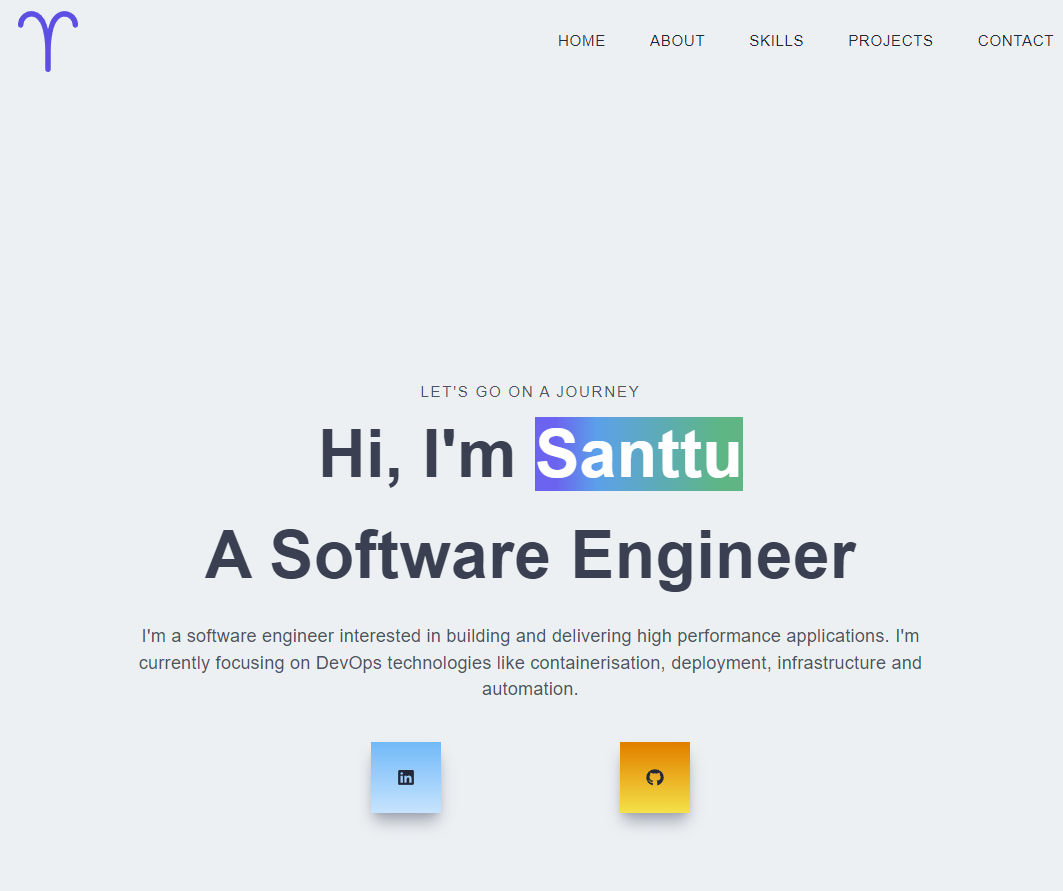 HOME ABOUT SKILLS PROJECTS CONTACT
LET'S GO ON A JOURNEY
Hi, I'm Santtu
A Software Engineer
I'm a software engineer interested in building and delivering high performance applications. I'm
currently focusing on DevOps technologies like containerisation, deployment, infrastructure and
automation.
in